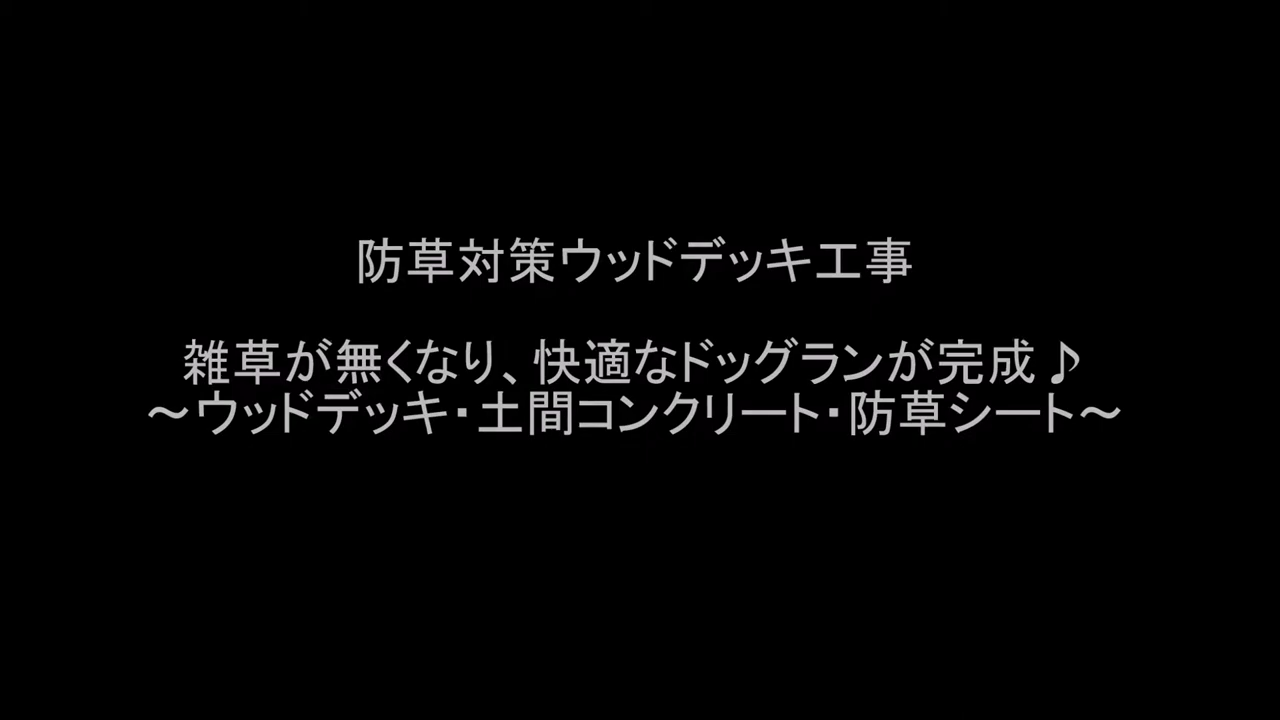 防草対策ウッドデッキ工事
雑草が無くなり、快適なドッグランが完成♪
～ウッドデッキ・土間コンクリート・防草シート～